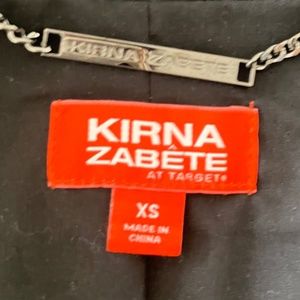 KIRNA ZABÊTE
KIRNA
ZABÊTE
AT TARGET®
XS
MADE IN
CHINA